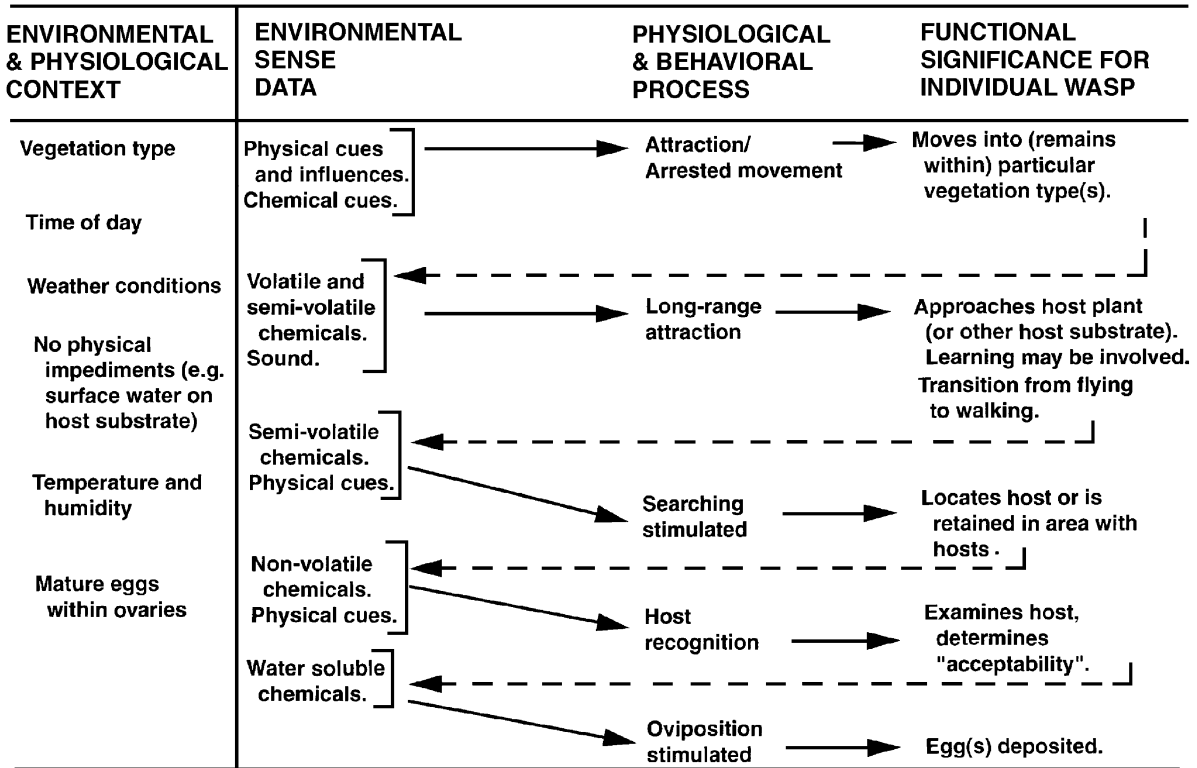 ENVIRONMENTAL
& PHYSIOLOGICAL
CONTEXT
ENVIRONMENTAL
SENSE
DATA
PHYSIOLOGICAL
& BEHAVIORAL
PROCESS
FUNCTIONAL
SIGNIFICANCE FOR
INDIVIDUAL WASP
Vegetation type
Time of day
Weather conditions
No physical
impediments (e.g.
surface water on
host substrate)
Temperature and
humidity
Mature eggs
within ovaries
Physical cues
and influences.
Chemical cues.
Attraction/
Arrested movement
Moves into (remains
within) particular
vegetation type(s).
Volatile and
semi-volatile
chemicals.
Sound.
Long-range
attraction
Approaches host plant
(or other host substrate).
Learning may be involved.
Transition from flying
to walking.
Semi-volatile
chemicals.
Physical cues.
Searching
stimulated
Locates host or is
retained in area with
hosts .
Non-volatile
chemicals.
Physical cues.
Host
recognition
Examines host,
determines
"acceptability".
Water soluble
chemicals.
Oviposition
stimulated
Egg(s) deposited.